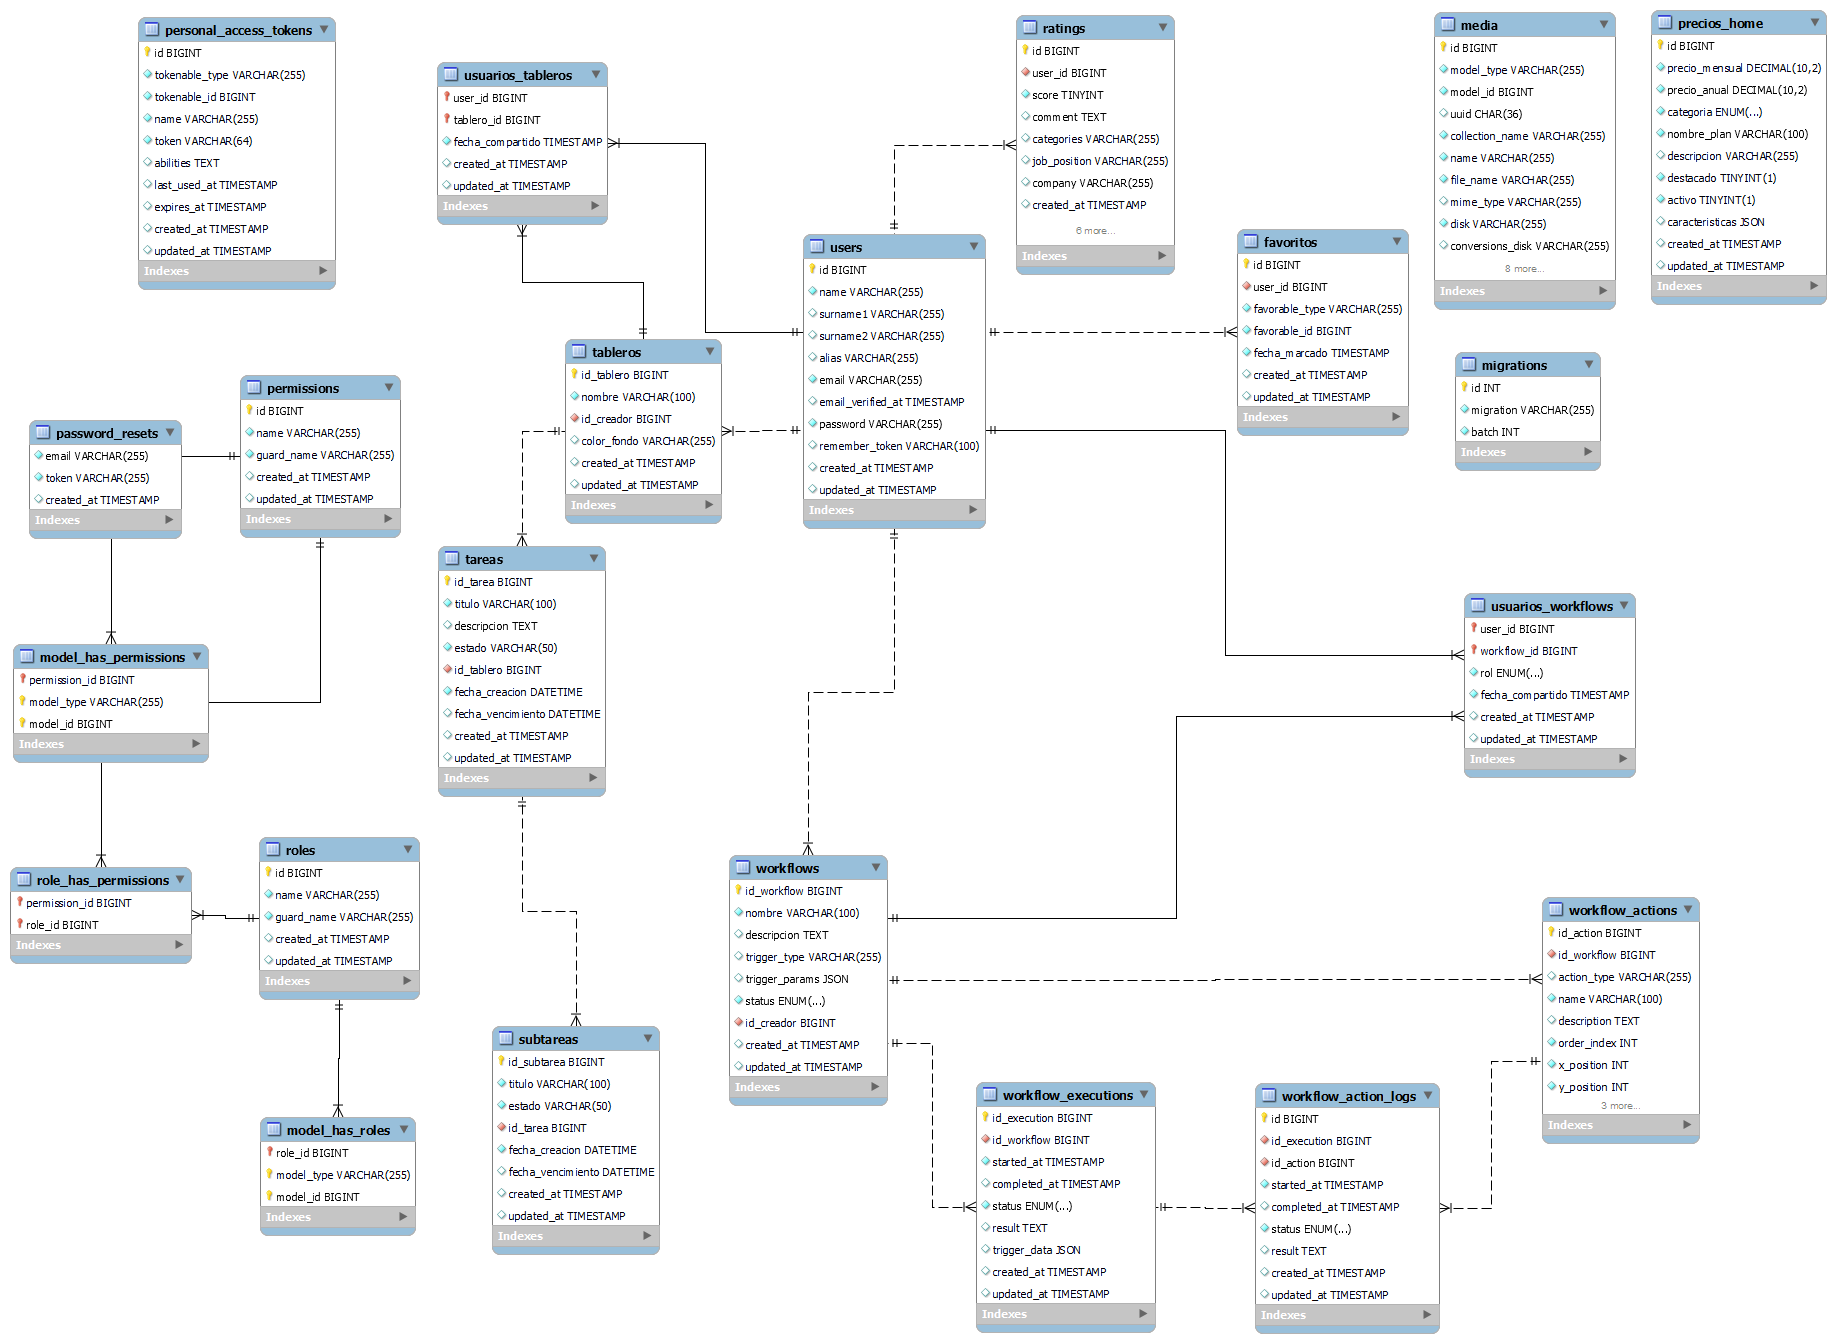 personal_access_tokens
id BIGINT
tokenable_type VARCHAR(255)
tokenable_id BIGINT
name VARCHAR(255)
token VARCHAR(64)
abilities TEXT
last_used_at TIMESTAMP
expires_at TIMESTAMP
created_at TIMESTAMP
updated_at TIMESTAMP
Indexes
usuarios_tableros
user_id BIGINT
tablero_id BIGINT
fecha_compartido TIMESTAMP
created_at TIMESTAMP
updated_at TIMESTAMP
Indexes
ratings
id BIGINT
user_id BIGINT
score TINYINT
comment TEXT
categories VARCHAR(255)
job_position VARCHAR(255)
company VARCHAR(255)
created_at TIMESTAMP
6 more...
Indexes
media
id BIGINT
model_type VARCHAR(255)
model_id BIGINT
uuid CHAR(36)
collection_name VARCHAR(255)
name VARCHAR(255)
file_name VARCHAR(255)
mime_type VARCHAR(255)
disk VARCHAR(255)
conversions_disk VARCHAR(255)
8 more...
Indexes
precios_home
id BIGINT
precio_mensual DECIMAL(10,2)
precio_anual DECIMAL(10,2)
categoria ENUM(...)
nombre_plan VARCHAR(100)
descripcion VARCHAR(255)
destacado TINYINT(1)
activo TINYINT(1)
caracteristicas JSON
created_at TIMESTAMP
updated_at TIMESTAMP
Indexes
users
id BIGINT
name VARCHAR(255)
surname1 VARCHAR(255)
surname2 VARCHAR(255)
alias VARCHAR(255)
email VARCHAR(255)
email_verified_at TIMESTAMP
password VARCHAR(255)
remember_token VARCHAR(100)
created_at TIMESTAMP
updated_at TIMESTAMP
Indexes
favoritos
id BIGINT
user_id BIGINT
favorable_type VARCHAR(255)
favorable_id BIGINT
fecha_marcado TIMESTAMP
created_at TIMESTAMP
updated_at TIMESTAMP
Indexes
tableros
id_tablero BIGINT
nombre VARCHAR(100)
id_creador BIGINT
color_fondo VARCHAR(255)
created_at TIMESTAMP
updated_at TIMESTAMP
Indexes
migrations
id INT
migration VARCHAR(255)
batch INT
Indexes
permissions
id BIGINT
name VARCHAR(255)
guard_name VARCHAR(255)
created_at TIMESTAMP
updated_at TIMESTAMP
Indexes
password_resets
email VARCHAR(255)
token VARCHAR(255)
created_at TIMESTAMP
Indexes
tareas
id_tarea BIGINT
titulo VARCHAR(100)
descripcion TEXT
estado VARCHAR(50)
id_tablero BIGINT
fecha_creacion DATETIME
fecha_vencimiento DATETIME
created_at TIMESTAMP
updated_at TIMESTAMP
Indexes
usuarios_workflows
user_id BIGINT
workflow_id BIGINT
rol ENUM(...)
fecha_compartido TIMESTAMP
created_at TIMESTAMP
updated_at TIMESTAMP
Indexes
model_has_permissions
permission_id BIGINT
model_type VARCHAR(255)
model_id BIGINT
Indexes
roles
id BIGINT
name VARCHAR(255)
guard_name VARCHAR(255)
created_at TIMESTAMP
updated_at TIMESTAMP
Indexes
role_has_permissions
permission_id BIGINT
role_id BIGINT
Indexes
workflows
id_workflow BIGINT
nombre VARCHAR(100)
descripcion TEXT
trigger_type VARCHAR(255)
trigger_params JSON
status ENUM(...)
id_creador BIGINT
created_at TIMESTAMP
updated_at TIMESTAMP
Indexes
workflow_actions
id_action BIGINT
id_workflow BIGINT
action_type VARCHAR(255)
name VARCHAR(100)
description TEXT
order_index INT
x_position INT
y_position INT
3 more...
Indexes
subtareas
id_subtarea BIGINT
titulo VARCHAR(100)
estado VARCHAR(50)
id_tarea BIGINT
fecha_creacion DATETIME
fecha_vencimiento DATETIME
created_at TIMESTAMP
updated_at TIMESTAMP
Indexes
model_has_roles
role_id BIGINT
model_type VARCHAR(255)
model_id BIGINT
Indexes
workflow_executions
id_execution BIGINT
id_workflow BIGINT
started_at TIMESTAMP
completed_at TIMESTAMP
status ENUM(...)
result TEXT
trigger_data JSON
created_at TIMESTAMP
updated_at TIMESTAMP
Indexes
workflow_action_logs
id BIGINT
id_execution BIGINT
id_action BIGINT
started_at TIMESTAMP
completed_at TIMESTAMP
status ENUM(...)
result TEXT
created_at TIMESTAMP
updated_at TIMESTAMP
Indexes